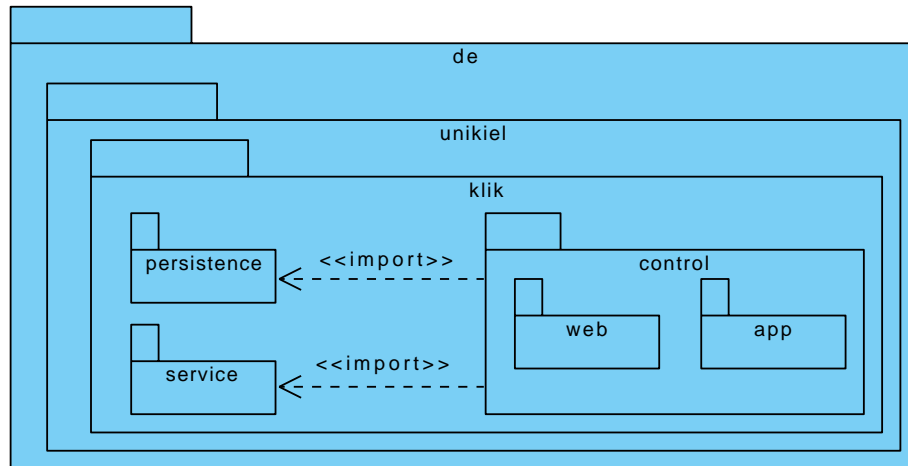 de
unikiel
klik
persistence
<<import>>
control
web
app
service
<<import>>